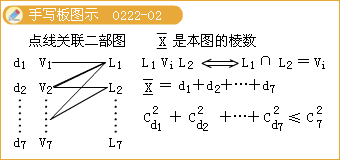 手写板图示 0222-02
点线关联二部图 X 是本图的棱数
d1 V1 L1 L1 Vi L2 ⟺ L1 ∩ L2 = Vi
d2 V2 L2 X = d1+d2+…+d7
C²d1 + C²d2 +…+C²d7 ≤ C²7
d7 V7 L7